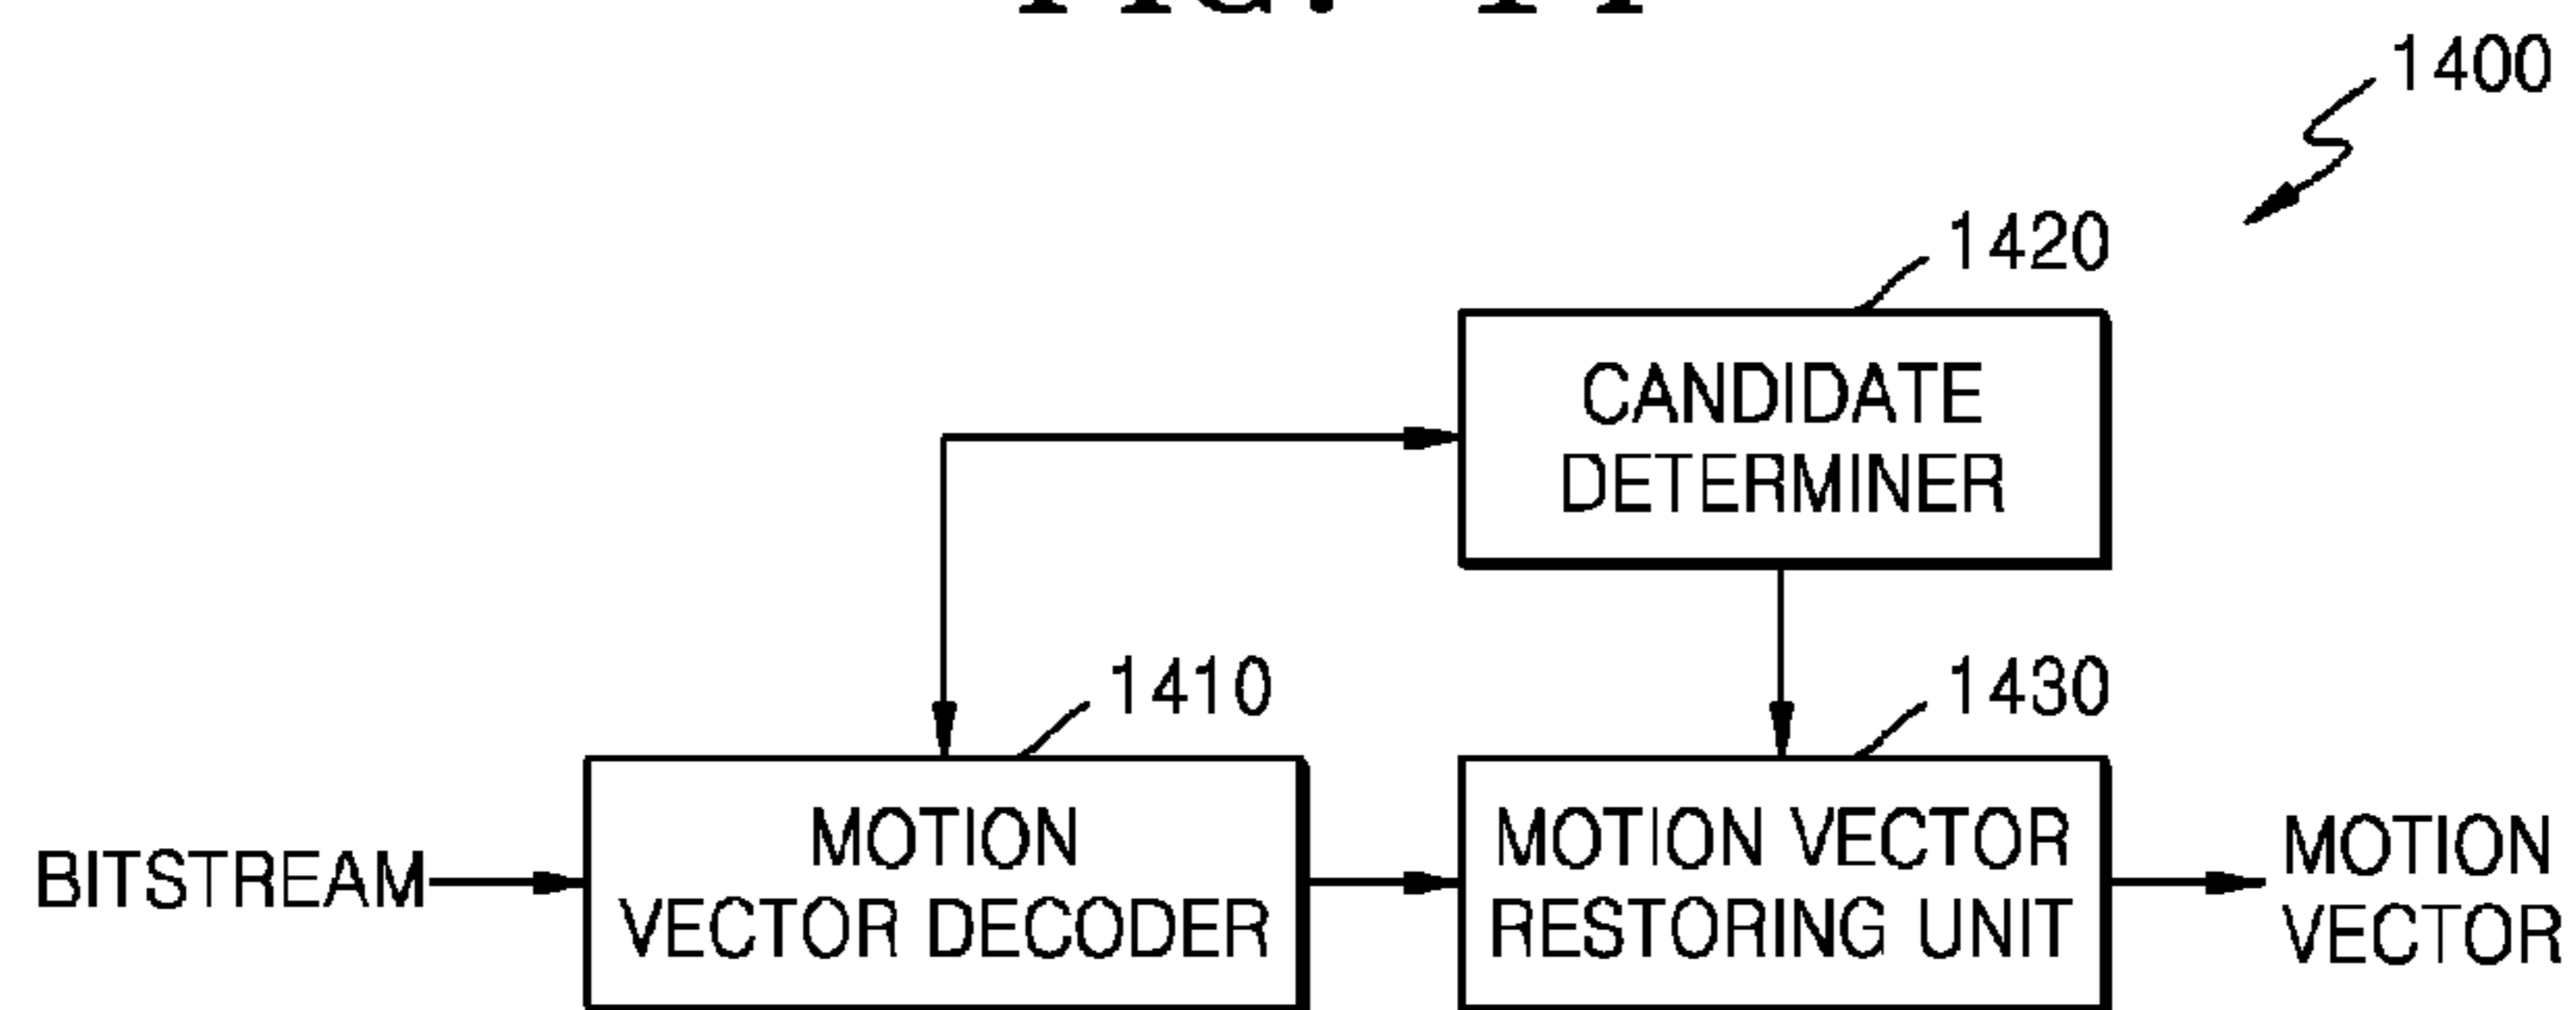 1400
1420
CANDIDATE
DETERMINER
1410
1430
BITSTREAM
MOTION
VECTOR DECODER
MOTION VECTOR
RESTORING UNIT
MOTION
VECTOR